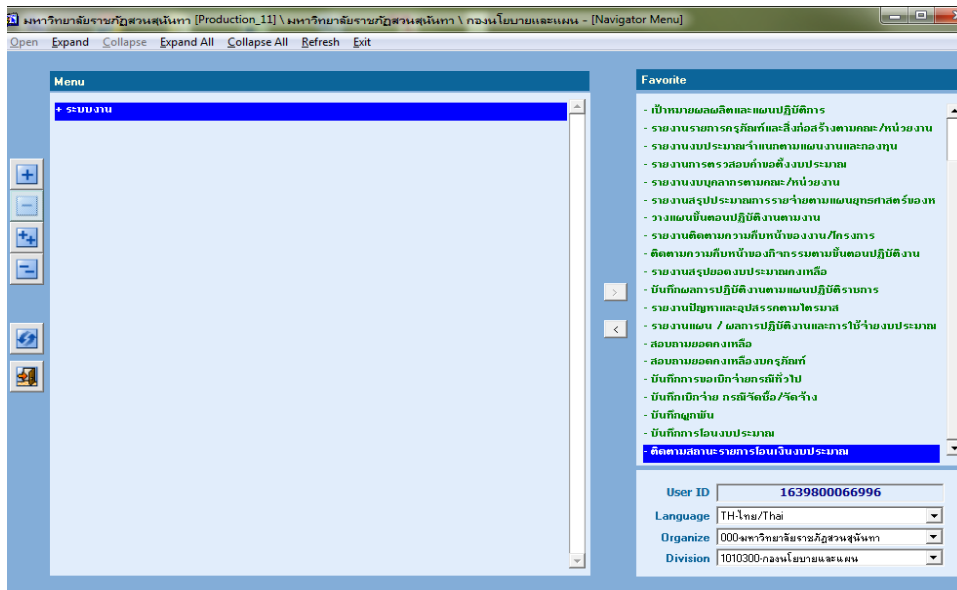 มหาวิทยาลัยราชภัฏสวนสุนันทา [Production_11] \ มหาวิทยาลัยราชภัฏสวนสุนันทา \ กองนโยบายและแผน - [Navigator Menu]
Open Expand Collapse Expand All Collapse All Refresh Exit
Menu
+ ระบบงาน
Favorite
- เป้าหมายผลผลิตและแผนปฏิบัติการ
- รายงานรายการครุภัณฑ์และสิ่งก่อสร้างตามคณะ/หน่วยงาน
- รายงานงบประมาณจำแนกตามแผนงานและกองทุน
- รายงานการตรวสอบคำขอตั้งงบประมาณ
- รายงานงบบุคลากรตามคณะ/หน่วยงาน
- รายงานสรุปประมาณการรายจ่ายตามแผนยุทธศาสตร์ของห
- วางแผนขั้นตอนปฏิบัติงานตามงาน
- รายงานติดตามความคืบหน้าของงาน/โครงการ
- ติดตามความคืบหน้าของกิจกรรมตามขั้นตอนปฏิบัติงาน
- รายงานสรุปยอดงบประมาณคงเหลือ
- บันทึกผลการปฏิบัติงานตามแผนปฏิบัติราชการ
- รายงานปัญหาและอุปสรรคตามไตรมาส
- รายงานแผน / ผลการปฏิบัติงานและการใช้จ่ายงบประมาณ
- สอบถามยอดคงเหลือ
- สอบถามยอดคงเหลืองบครุภัณฑ์
- บันทึกการขอเบิกจ่ายกรณีทั่วไป
- บันทึกเบิกจ่าย กรณีจัดซื้อ/จัดจ้าง
- บันทึกผูกพัน
- บันทึกการโอนงบประมาณ
- ติดตามสถานะรายการโอนเงินงบประมาณ
User ID 1639800066996
Language TH-ไทย/Thai
Organize 000-มหาวิทยาลัยราชภัฏสวนสุนันทา
Division 1010300-กองนโยบายและแผน